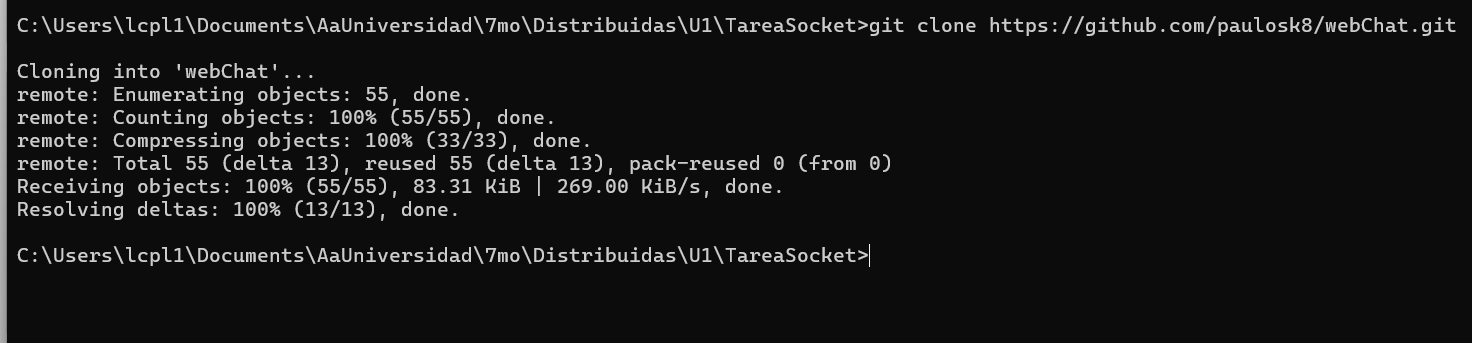 C:\Users\lcpl1\Documents\AaUniversidad\7mo\Distribuidas\U1\TareaSocket>git clone https://github.com/paulosk8/webChat.git
Cloning into 'webChat'...
remote: Enumerating objects: 55, done.
remote: Counting objects: 100% (55/55), done.
remote: Compressing objects: 100% (33/33), done.
remote: Total 55 (delta 13), reused 55 (delta 13), pack-reused 0 (from 0)
Receiving objects: 100% (55/55), 83.31 KiB | 269.00 KiB/s, done.
Resolving deltas: 100% (13/13), done.
C:\Users\lcpl1\Documents\AaUniversidad\7mo\Distribuidas\U1\TareaSocket>